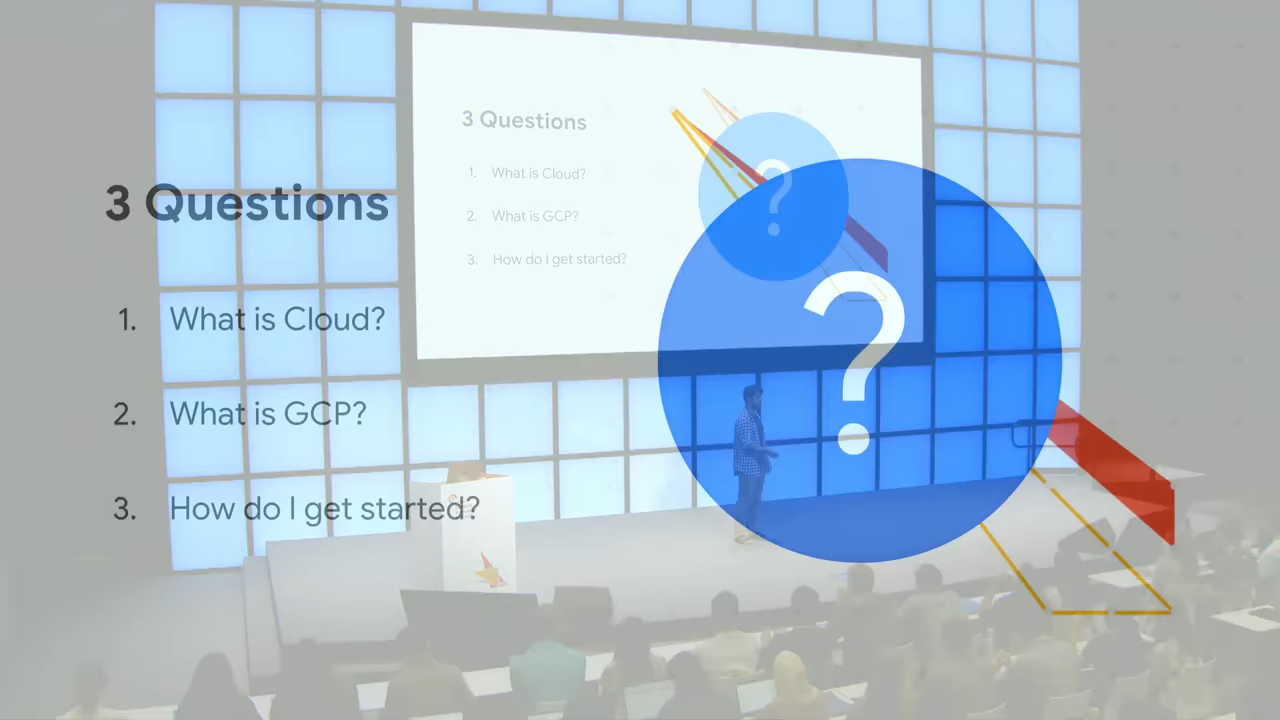 3 Questions
1. What is Cloud?
2. What is GCP?
3. How do I get started?
3 Questions
1. What is Cloud?
2. What is GCP?
3. How do I get started?
?
?